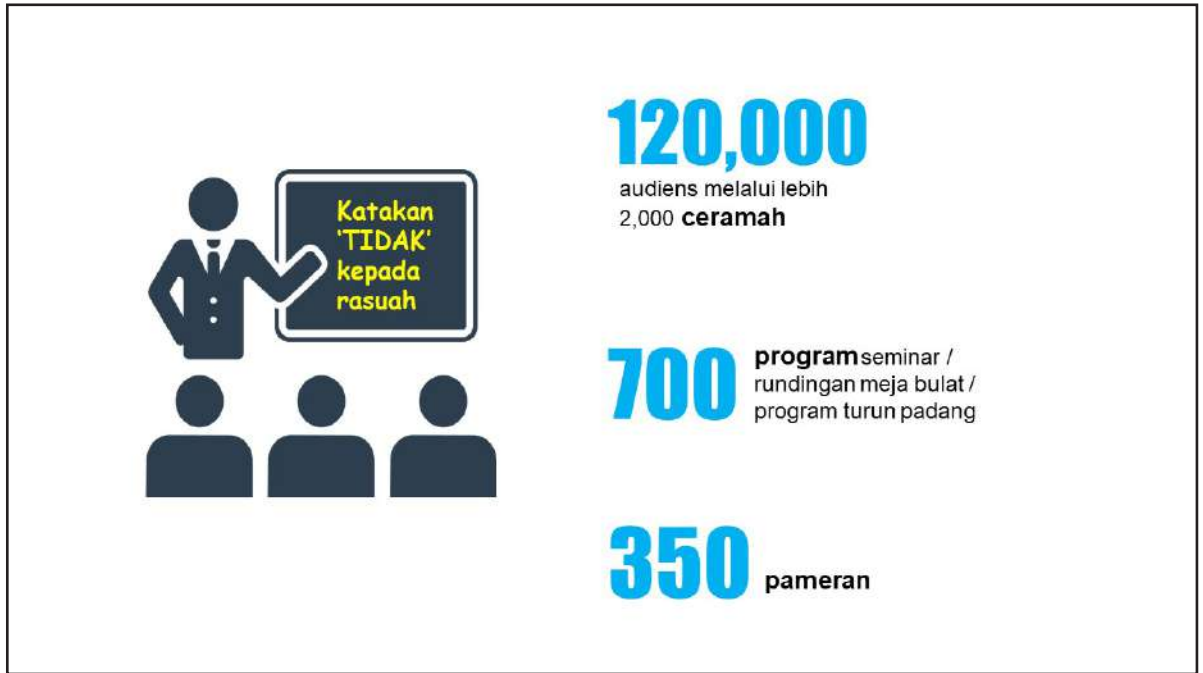 Katakan
'TIDAK'
kepada
rasuah
120,000
audiens melalui lebih
2,000 ceramah
700
program seminar /
rundingan meja bulat /
program turun padang
350
pameran